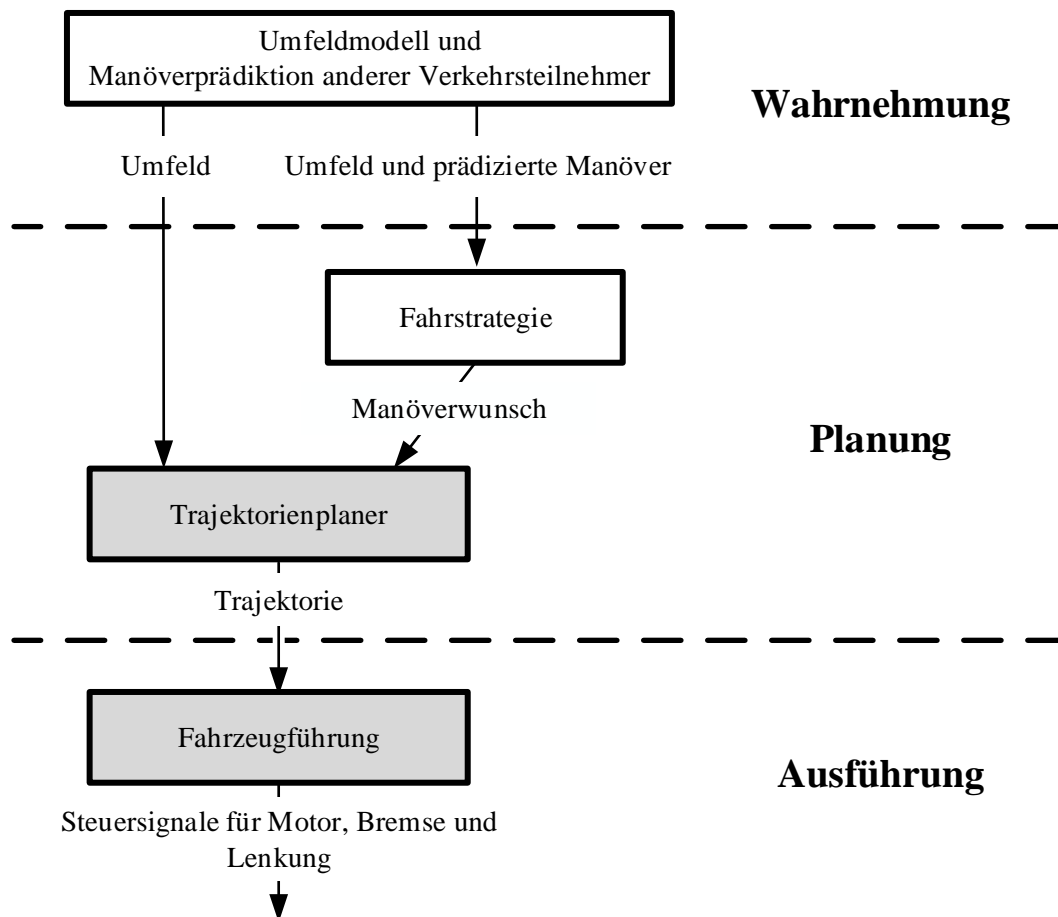 Umfeldmodell und
Manöverprädiktion anderer Verkehrsteilnehmer
Wahrnehmung
Umfeld
Umfeld und prädizierte Manöver
Fahrstrategie
Manöverwunsch
Planung
Trajektorienplaner
Trajektorie
Fahrzeugführung
Ausführung
Steuersignale für Motor, Bremse und
Lenkung